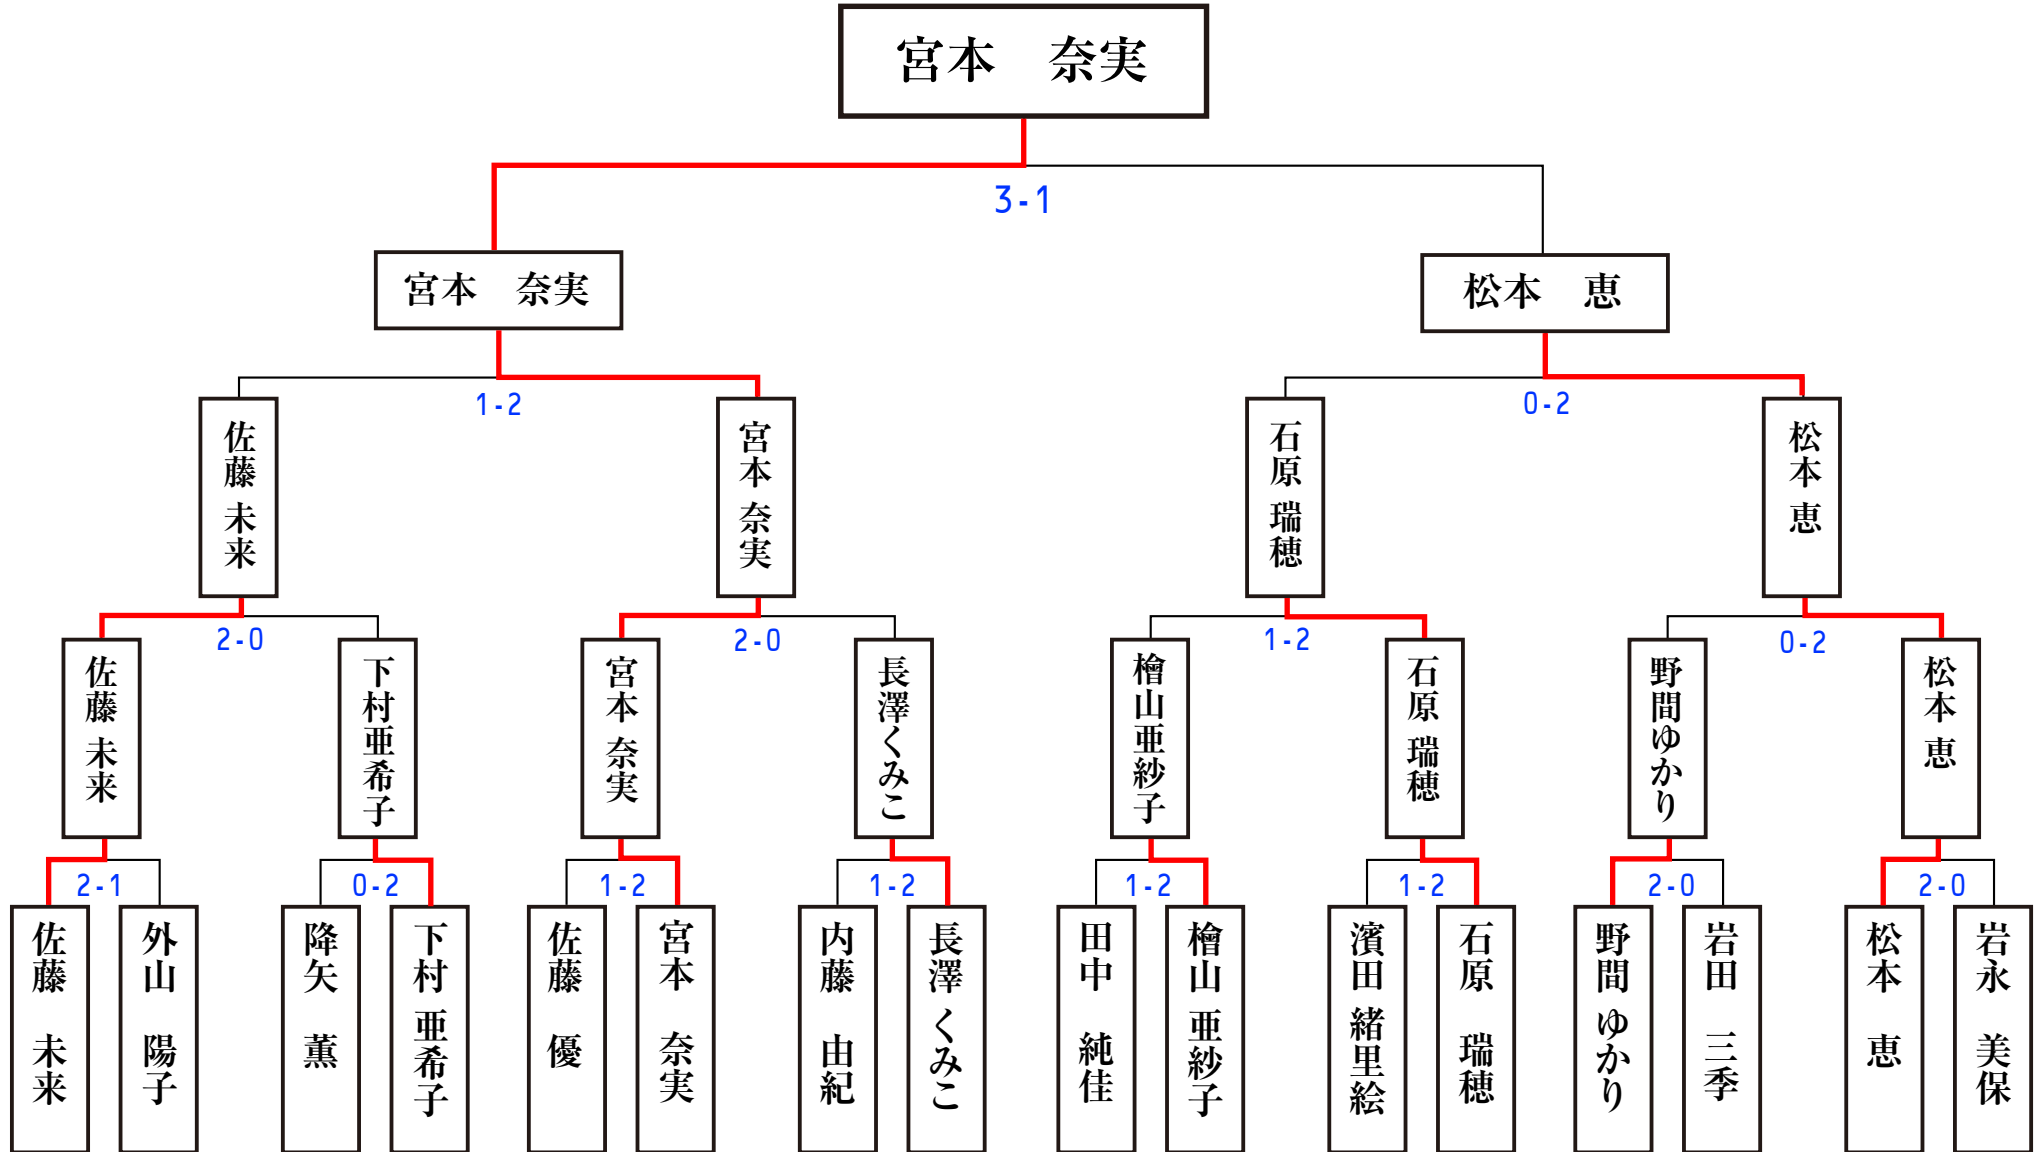 宮本　奈実
3-1
宮本　奈実
松本　恵
1-2
0-2
佐藤 未来
宮本 奈実
石原 瑞穂
松本 恵
2-0
2-0
1-2
0-2
佐藤 未来
下村亜希子
宮本 奈実
長澤くみこ
檜山亜紗子
石原 瑞穂
野間ゆかり
松本 恵
2-1
0-2
1-2
1-2
1-2
1-2
2-0
2-0
佐藤　未来
外山　陽子
降矢　薫
下村 亜希子
佐藤　優
宮本　奈実
内藤　由紀
長澤 くみこ
田中　純佳
檜山 亜紗子
濱田 緒里絵
石原　瑞穂
野間 ゆかり
岩田　三季
松本　恵
岩永　美保